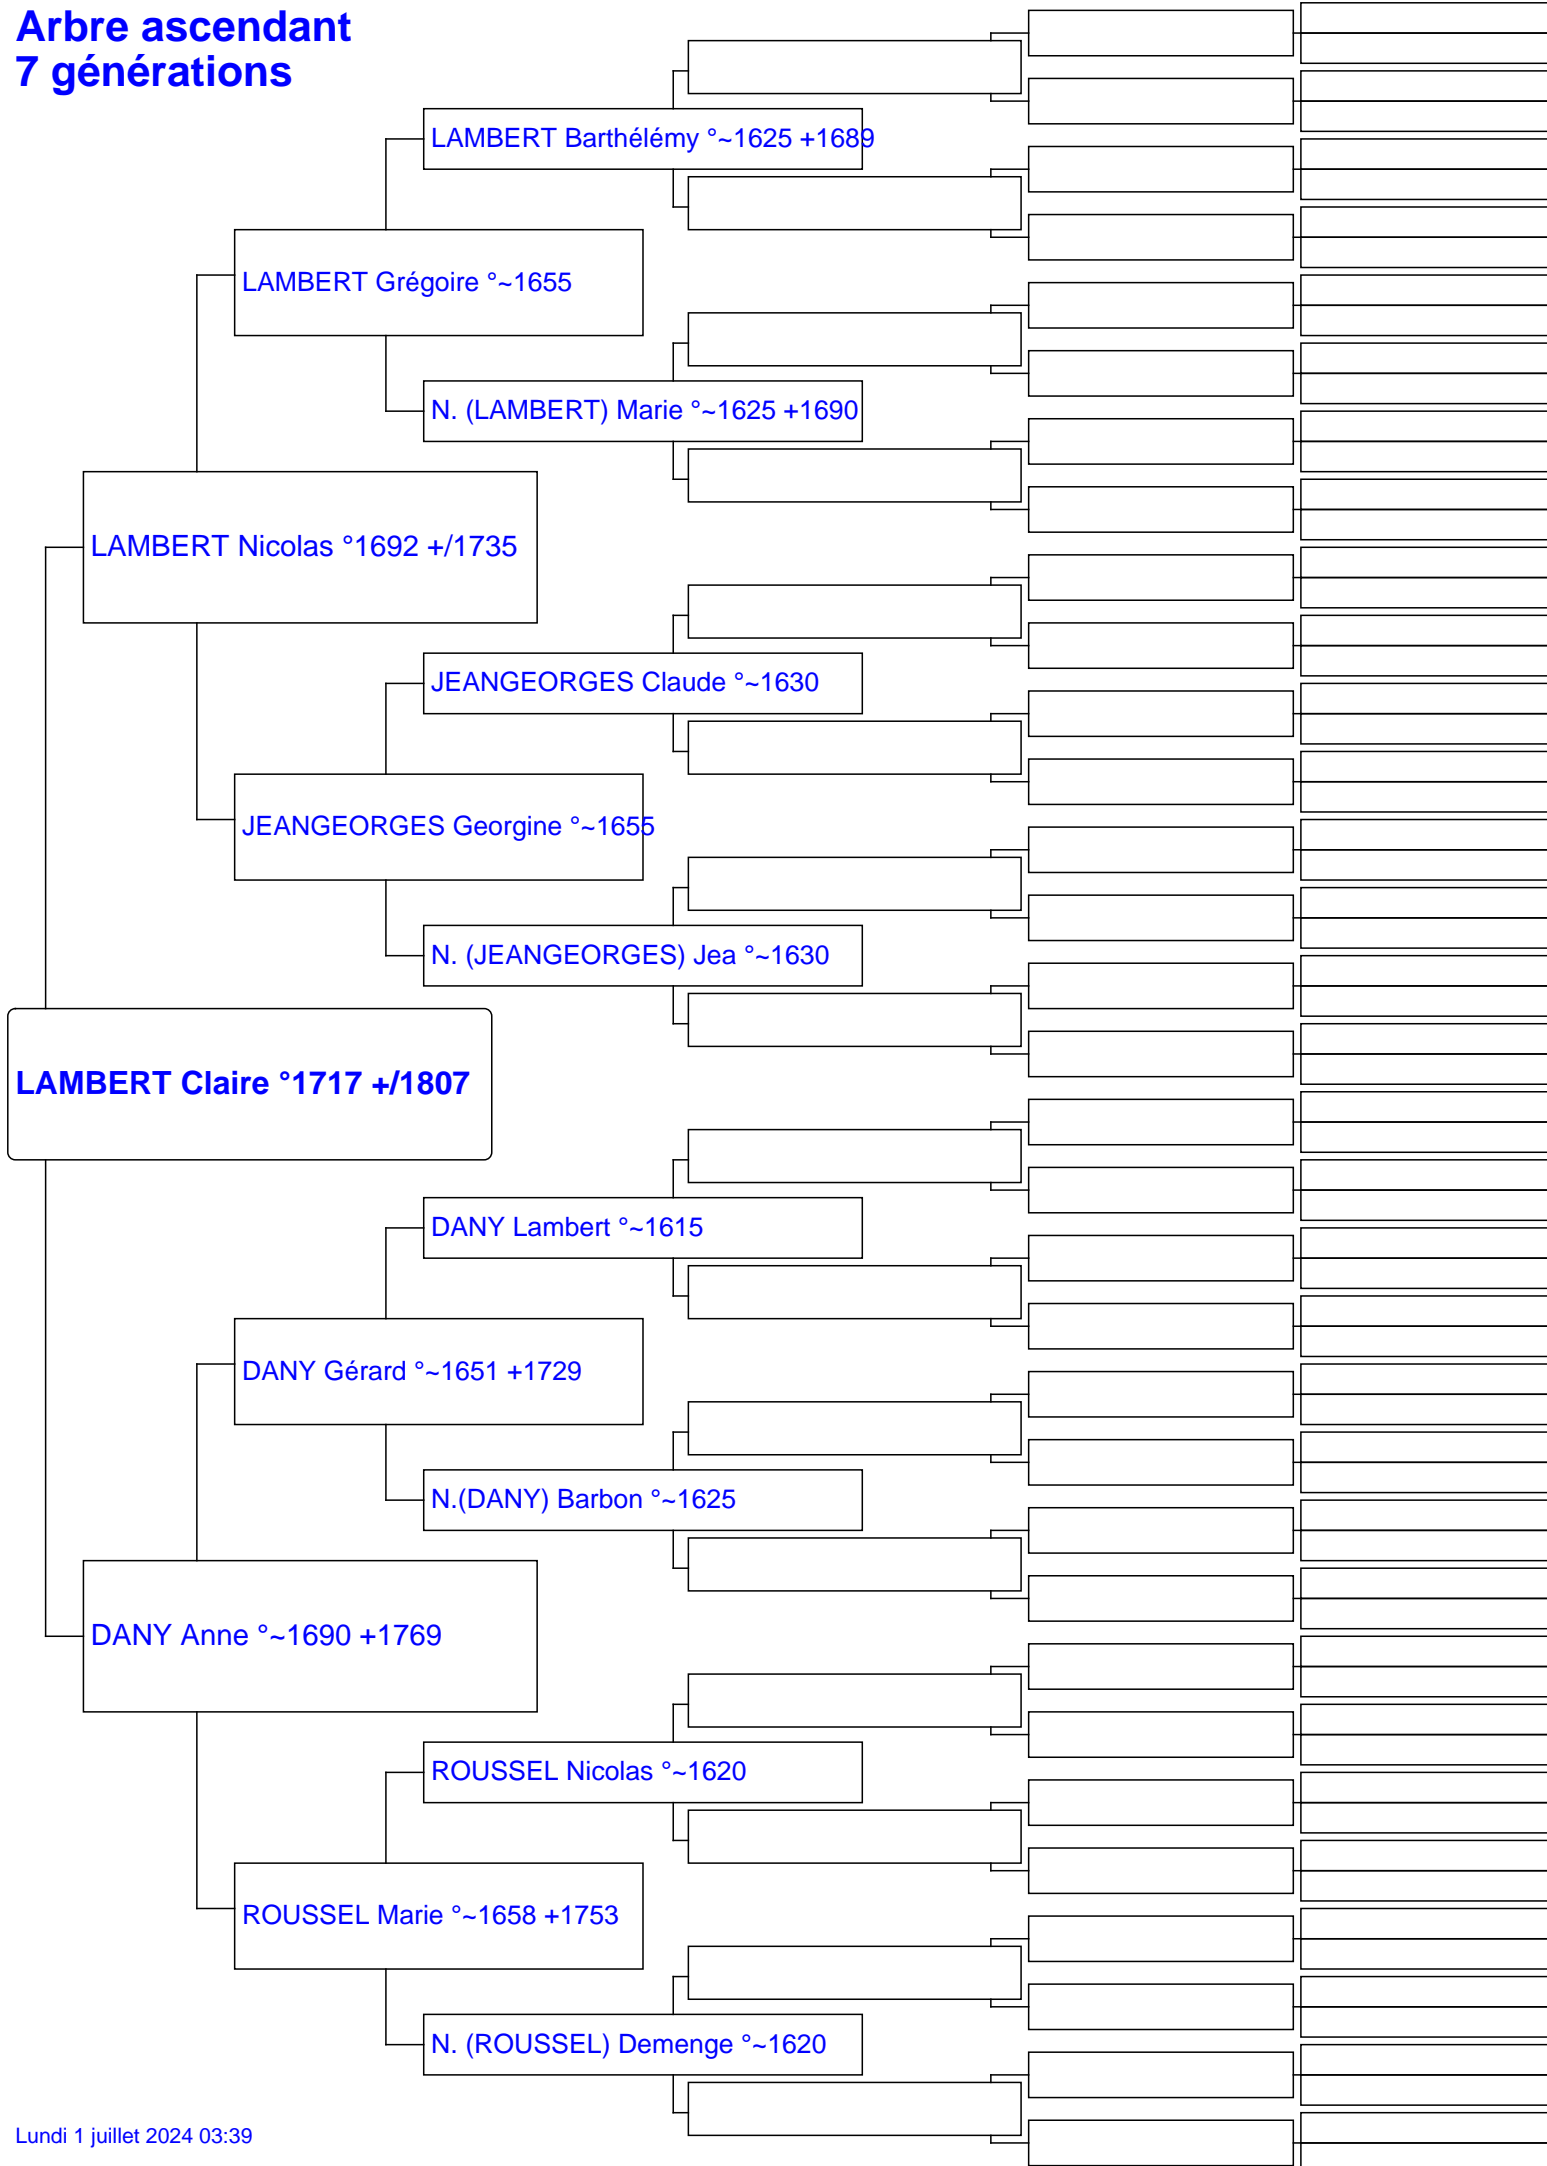 Arbre ascendant
7 générations
LAMBERT Barthélémy °~1625 +1689
LAMBERT Grégoire °~1655
N. (LAMBERT) Marie °~1625 +1690
LAMBERT Nicolas °1692 +/1735
JEANGEORGES Claude °~1630
JEANGEORGES Georgine °~1655
N. (JEANGEORGES) Jea °~1630
LAMBERT Claire °1717 +/1807
DANY Lambert °~1615
DANY Gérard °~1651 +1729
N.(DANY) Barbon °~1625
DANY Anne °~1690 +1769
ROUSSEL Nicolas °~1620
ROUSSEL Marie °~1658 +1753
N. (ROUSSEL) Demenge °~1620
Lundi 1 juillet 2024 03:39